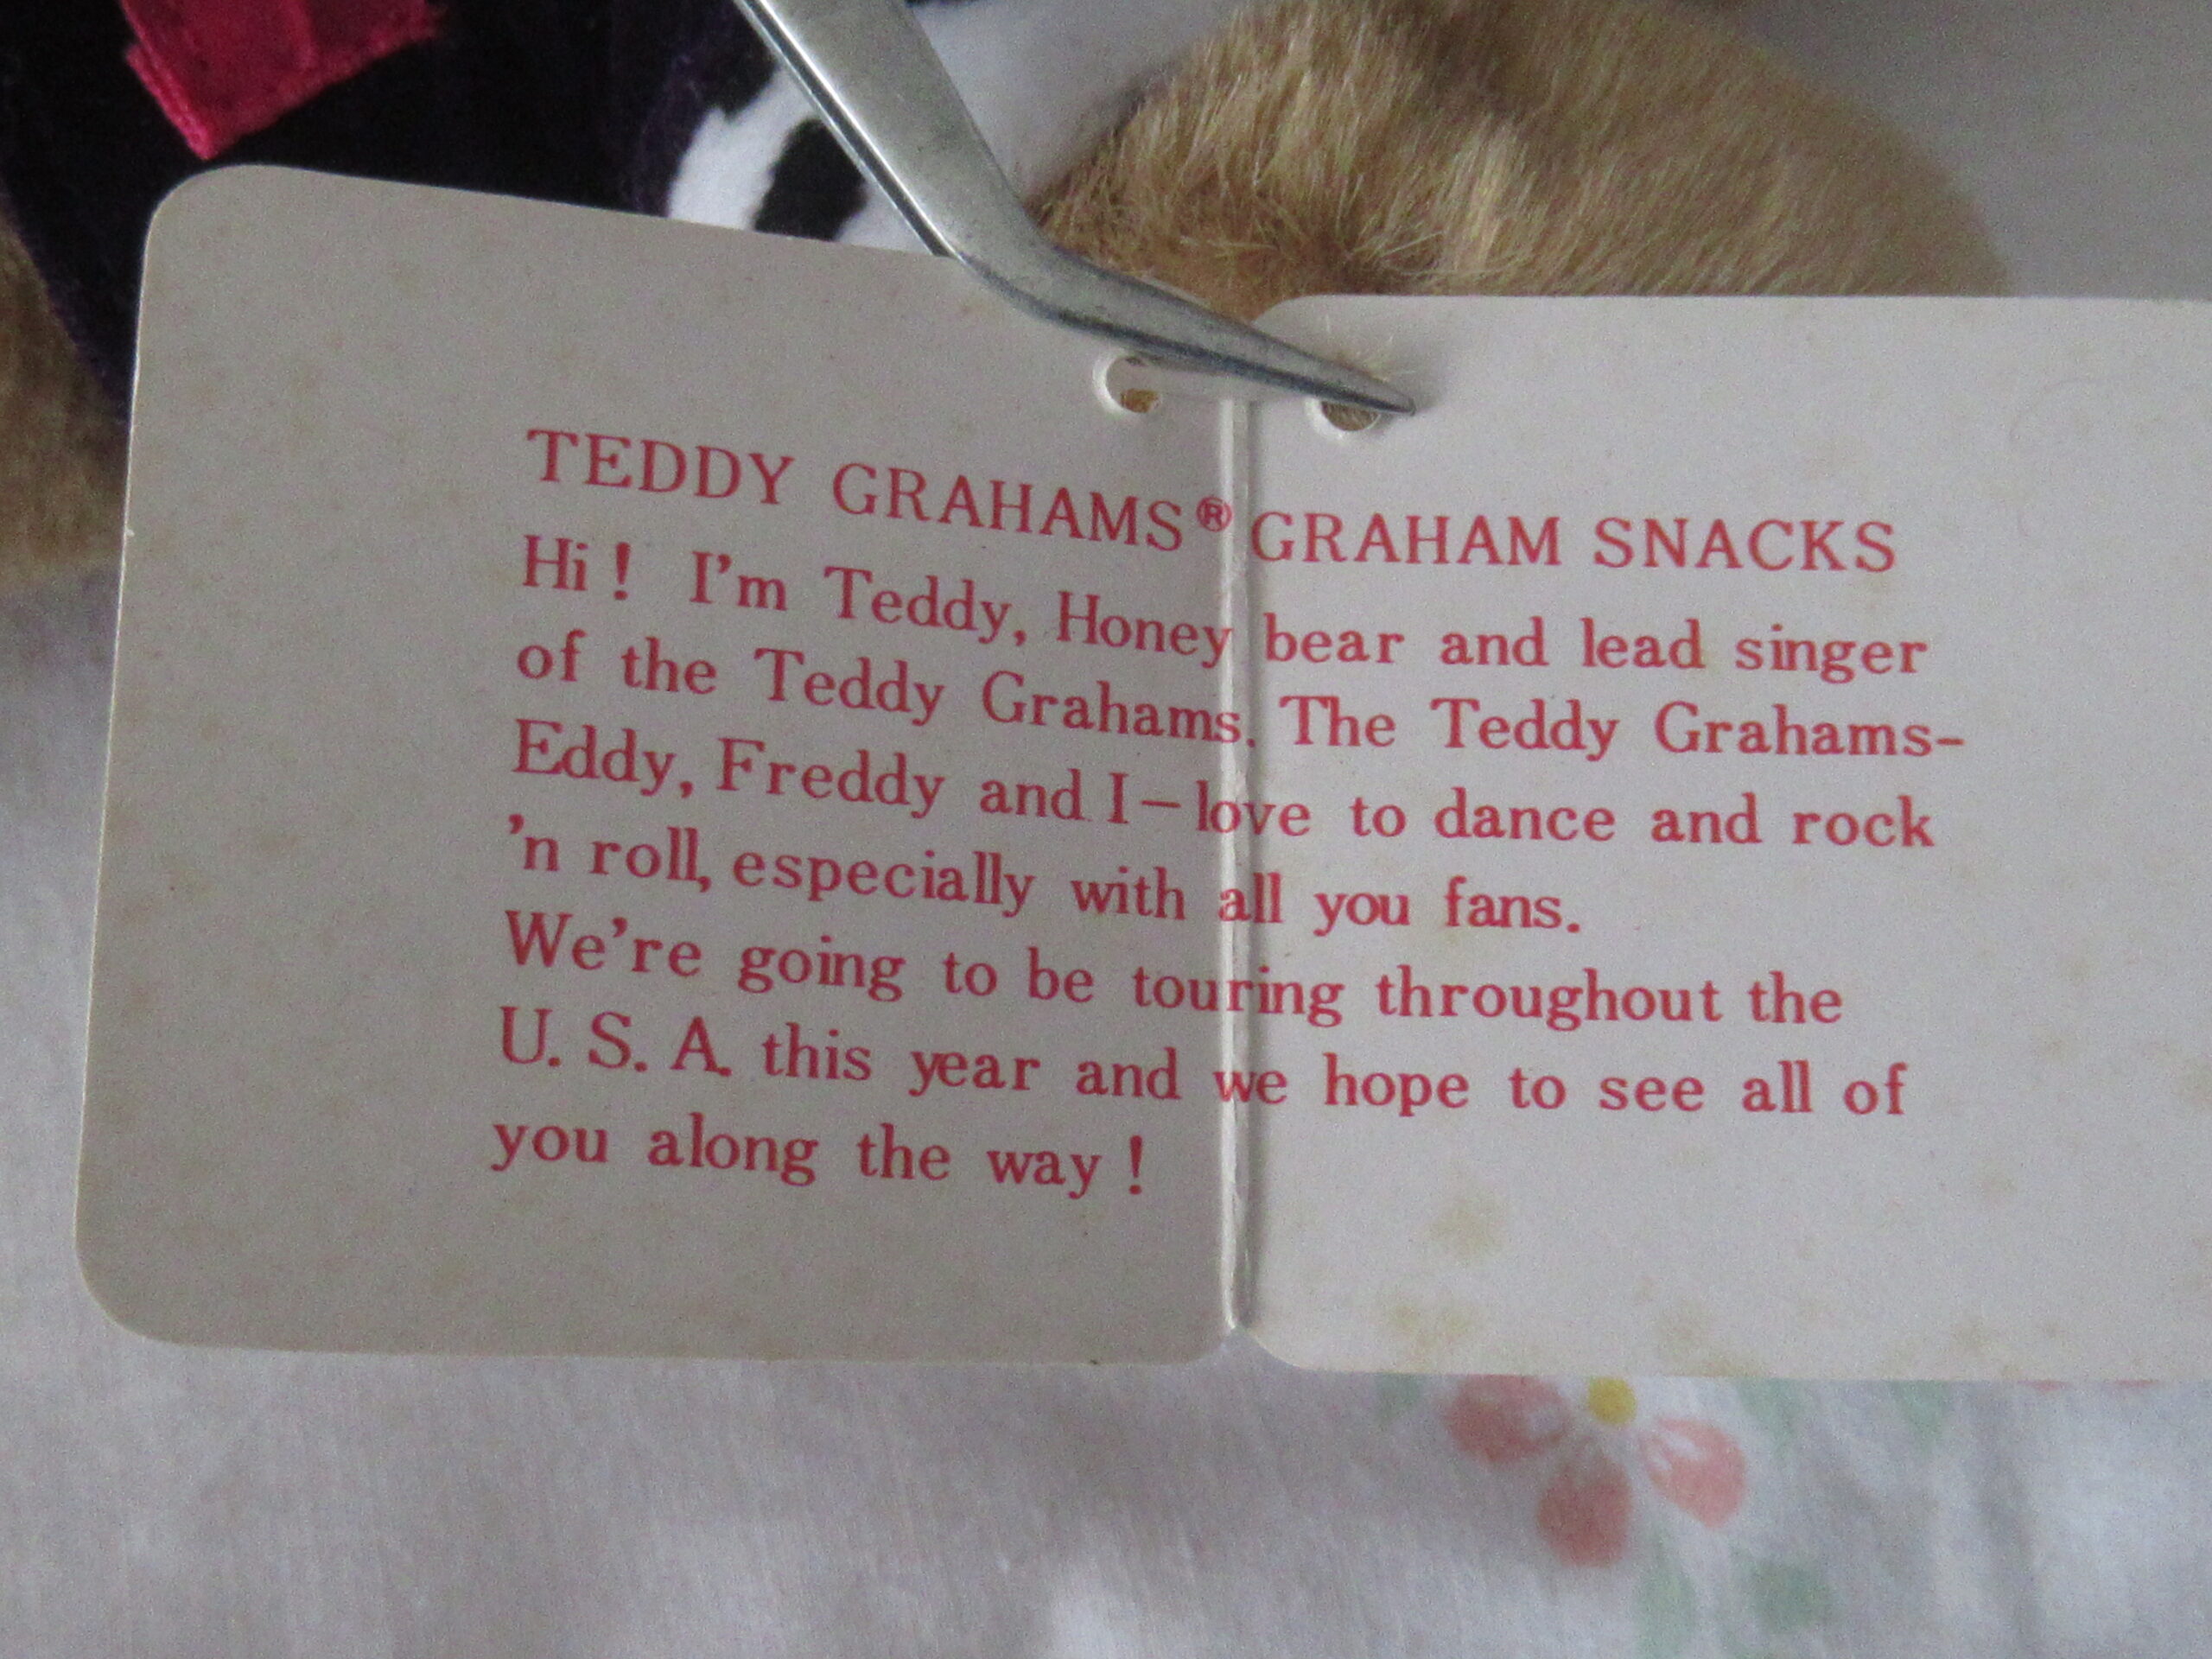 TEDDY GRAHAMS® GRAHAM SNACKS
Hi! I'm Teddy, Honey bear and lead singer
of the Teddy Grahams. The Teddy Grahams-
Eddy, Freddy and I – love to dance and rock
'n roll, especially with all you fans.
We're going to be touring throughout the
U. S. A. this year and we hope to see all of
you along the way!